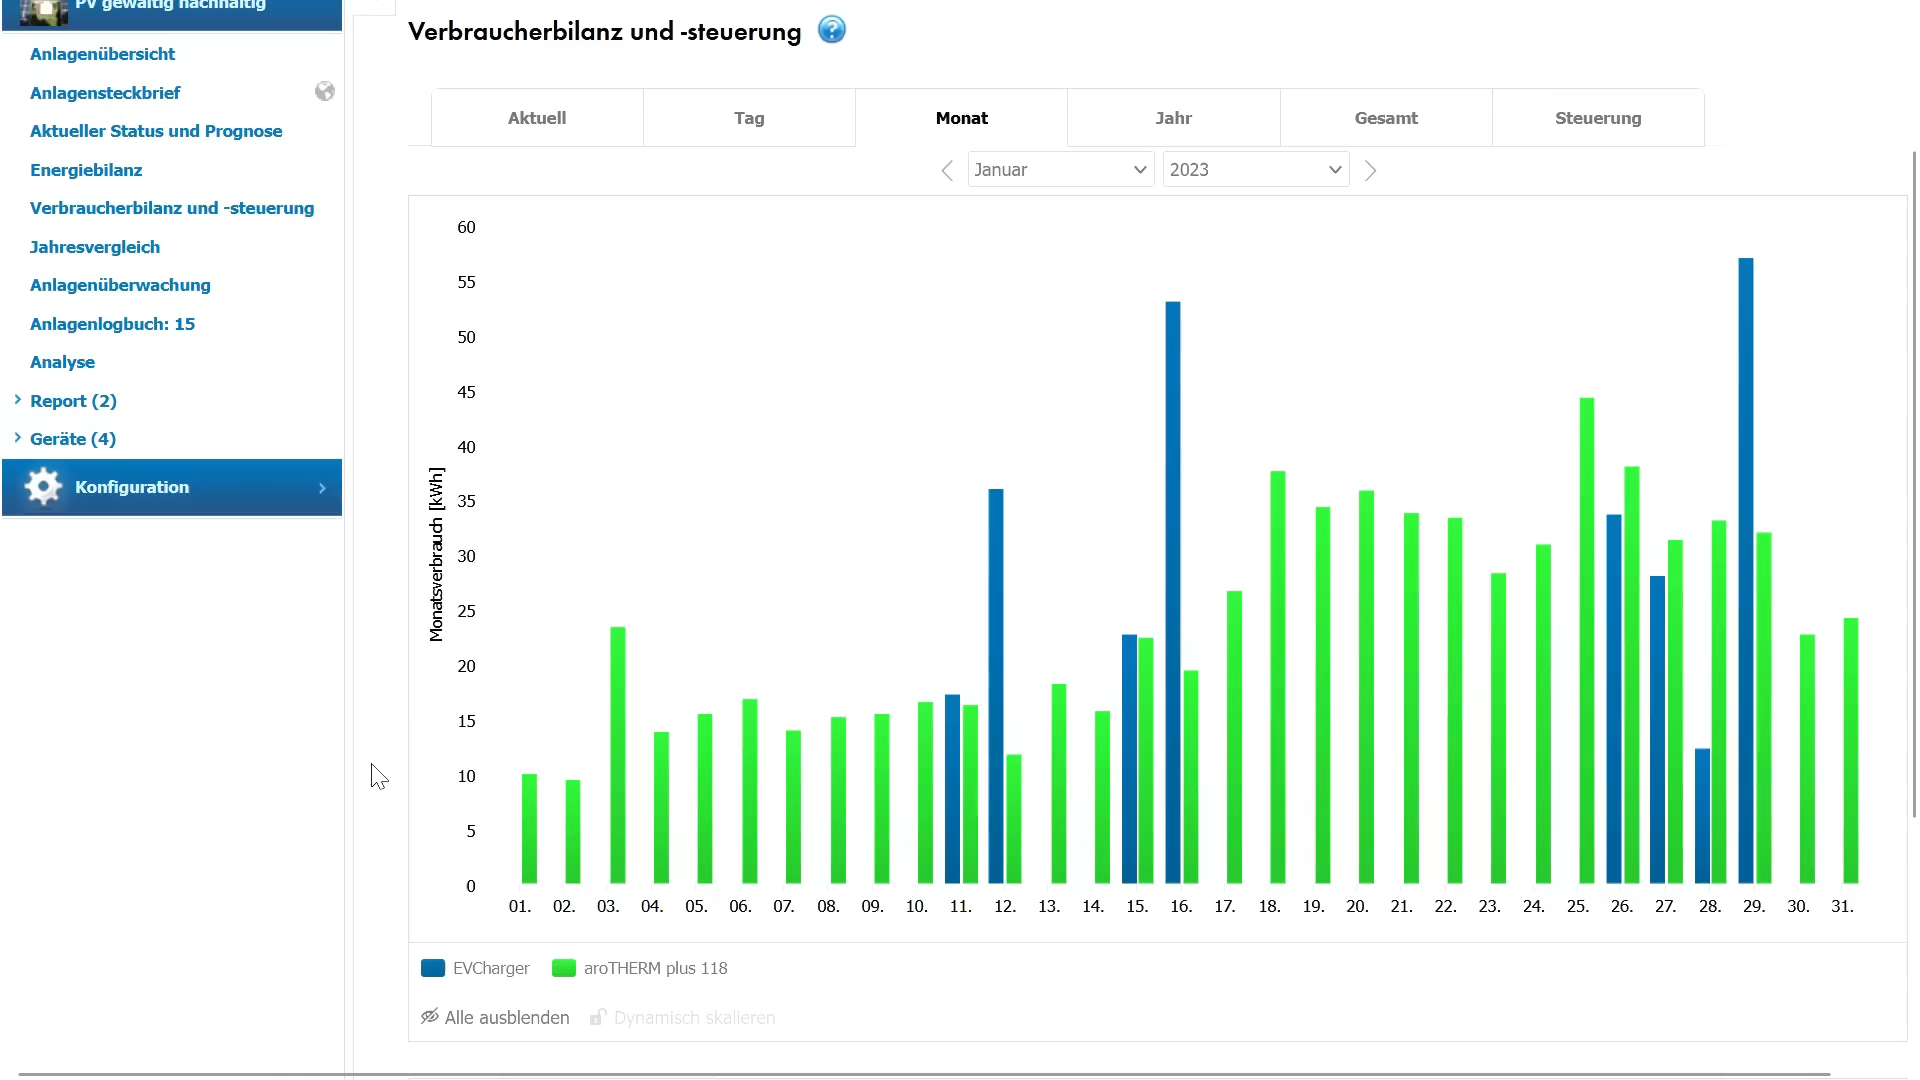 PV gewaltig nachhaltig
Anlagenübersicht
Anlagensteckbrief
Aktueller Status und Prognose
Energiebilanz
Verbraucherbilanz und -steuerung
Jahresvergleich
Anlagenüberwachung
Anlagenlogbuch: 15
Analyse
Report (2)
Geräte (4)
Konfiguration
Verbraucherbilanz und -steuerung
Aktuell Tag Monat Jahr Gesamt Steuerung
Januar 2023
Monatsverbrauch [kWh]
60
55
50
45
40
35
30
25
20
15
10
5
0
01. 02. 03. 04. 05. 06. 07. 08. 09. 10. 11. 12. 13. 14. 15. 16. 17. 18. 19. 20. 21. 22. 23. 24. 25. 26. 27. 28. 29. 30. 31.
EVCharger aroTHERM plus 118
Alle ausblenden Dynamisch skalieren